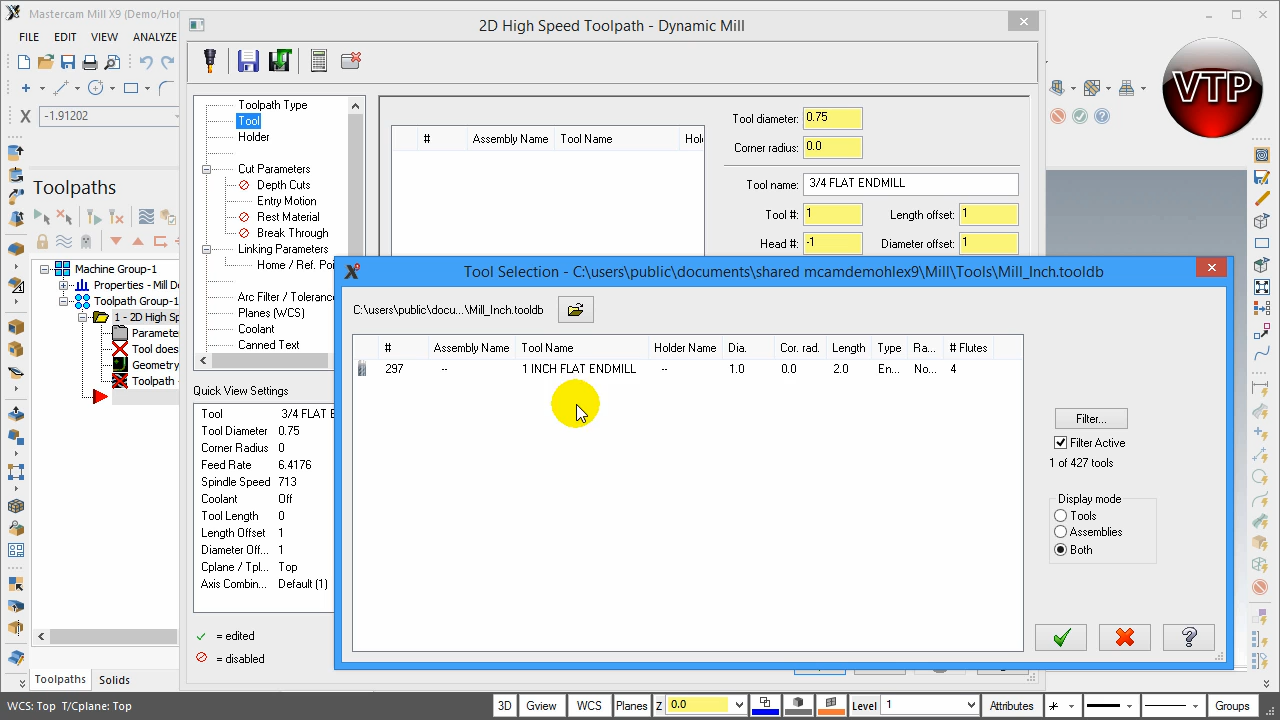 Mastercam Mill X9 (Demo/Hor
2D High Speed Toolpath - Dynamic Mill
FILE EDIT VIEW ANALYZE
VTP
X -1.91202
Toolpath Type
Tool
Holder
Cut Parameters
Depth Cuts
Entry Motion
Rest Material
Break Through
Linking Parameters
Home / Ref. Poi
Arc Filter / Tolerance
Planes (WCS)
Coolant
Canned Text
# Assembly Name Tool Name Hold
Tool diameter: 0.75
Corner radius: 0.0
Tool name: 3/4 FLAT ENDMILL
Tool #: 1 Length offset: 1
Head #: -1 Diameter offset: 1
Toolpaths
Machine Group-1
Properties - Mill De
Toolpath Group-1
1 - 2D High Sp
Parameter
Tool does
Geometry
Toolpath -
Quick View Settings
Tool 3/4 FLAT E
Tool Diameter 0.75
Corner Radius 0
Feed Rate 6.4176
Spindle Speed 713
Coolant Off
Tool Length 0
Length Offset 1
Diameter Off... 1
Cplane / Tpl... Top
Axis Combin... Default (1)
= edited
= disabled
Tool Selection - C:\users\public\documents\shared mcamdemohlex9\Mill\Tools\Mill_Inch.tooldb
C:\users\public\docu...\Mill_Inch.tooldb
# Assembly Name Tool Name Holder Name Dia. Cor. rad. Length Type Ra... # Flutes
297 -- 1 INCH FLAT ENDMILL -- 1.0 0.0 2.0 En... No... 4
Filter...
Filter Active
1 of 427 tools
Display mode
Tools
Assemblies
Both
Toolpaths Solids
WCS: Top T/Cplane: Top 3D Gview WCS Planes Z 0.0 Level 1 Attributes Groups